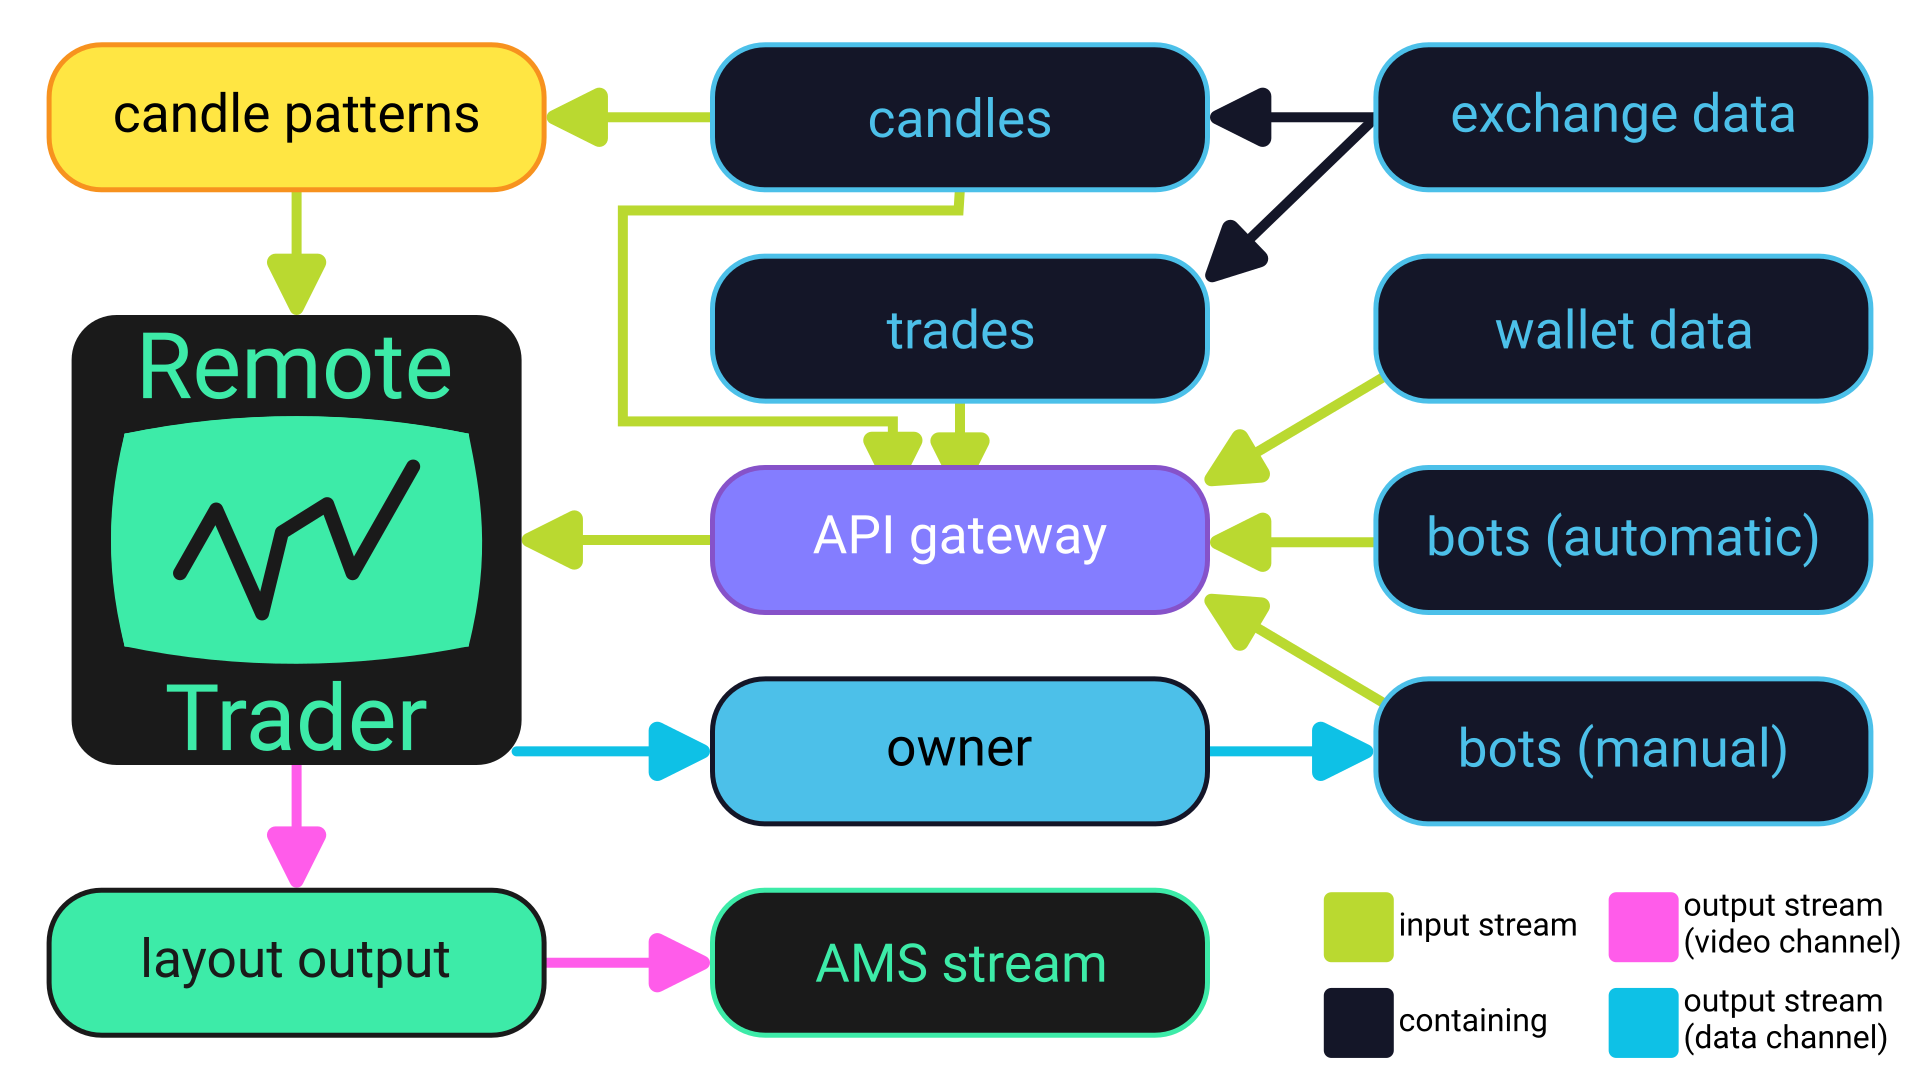 candle patterns
candles
exchange data
Remote
trades
wallet data
API gateway
bots (automatic)
Trader
owner
bots (manual)
layout output
AMS stream
input stream
output stream
(video channel)
containing
output stream
(data channel)